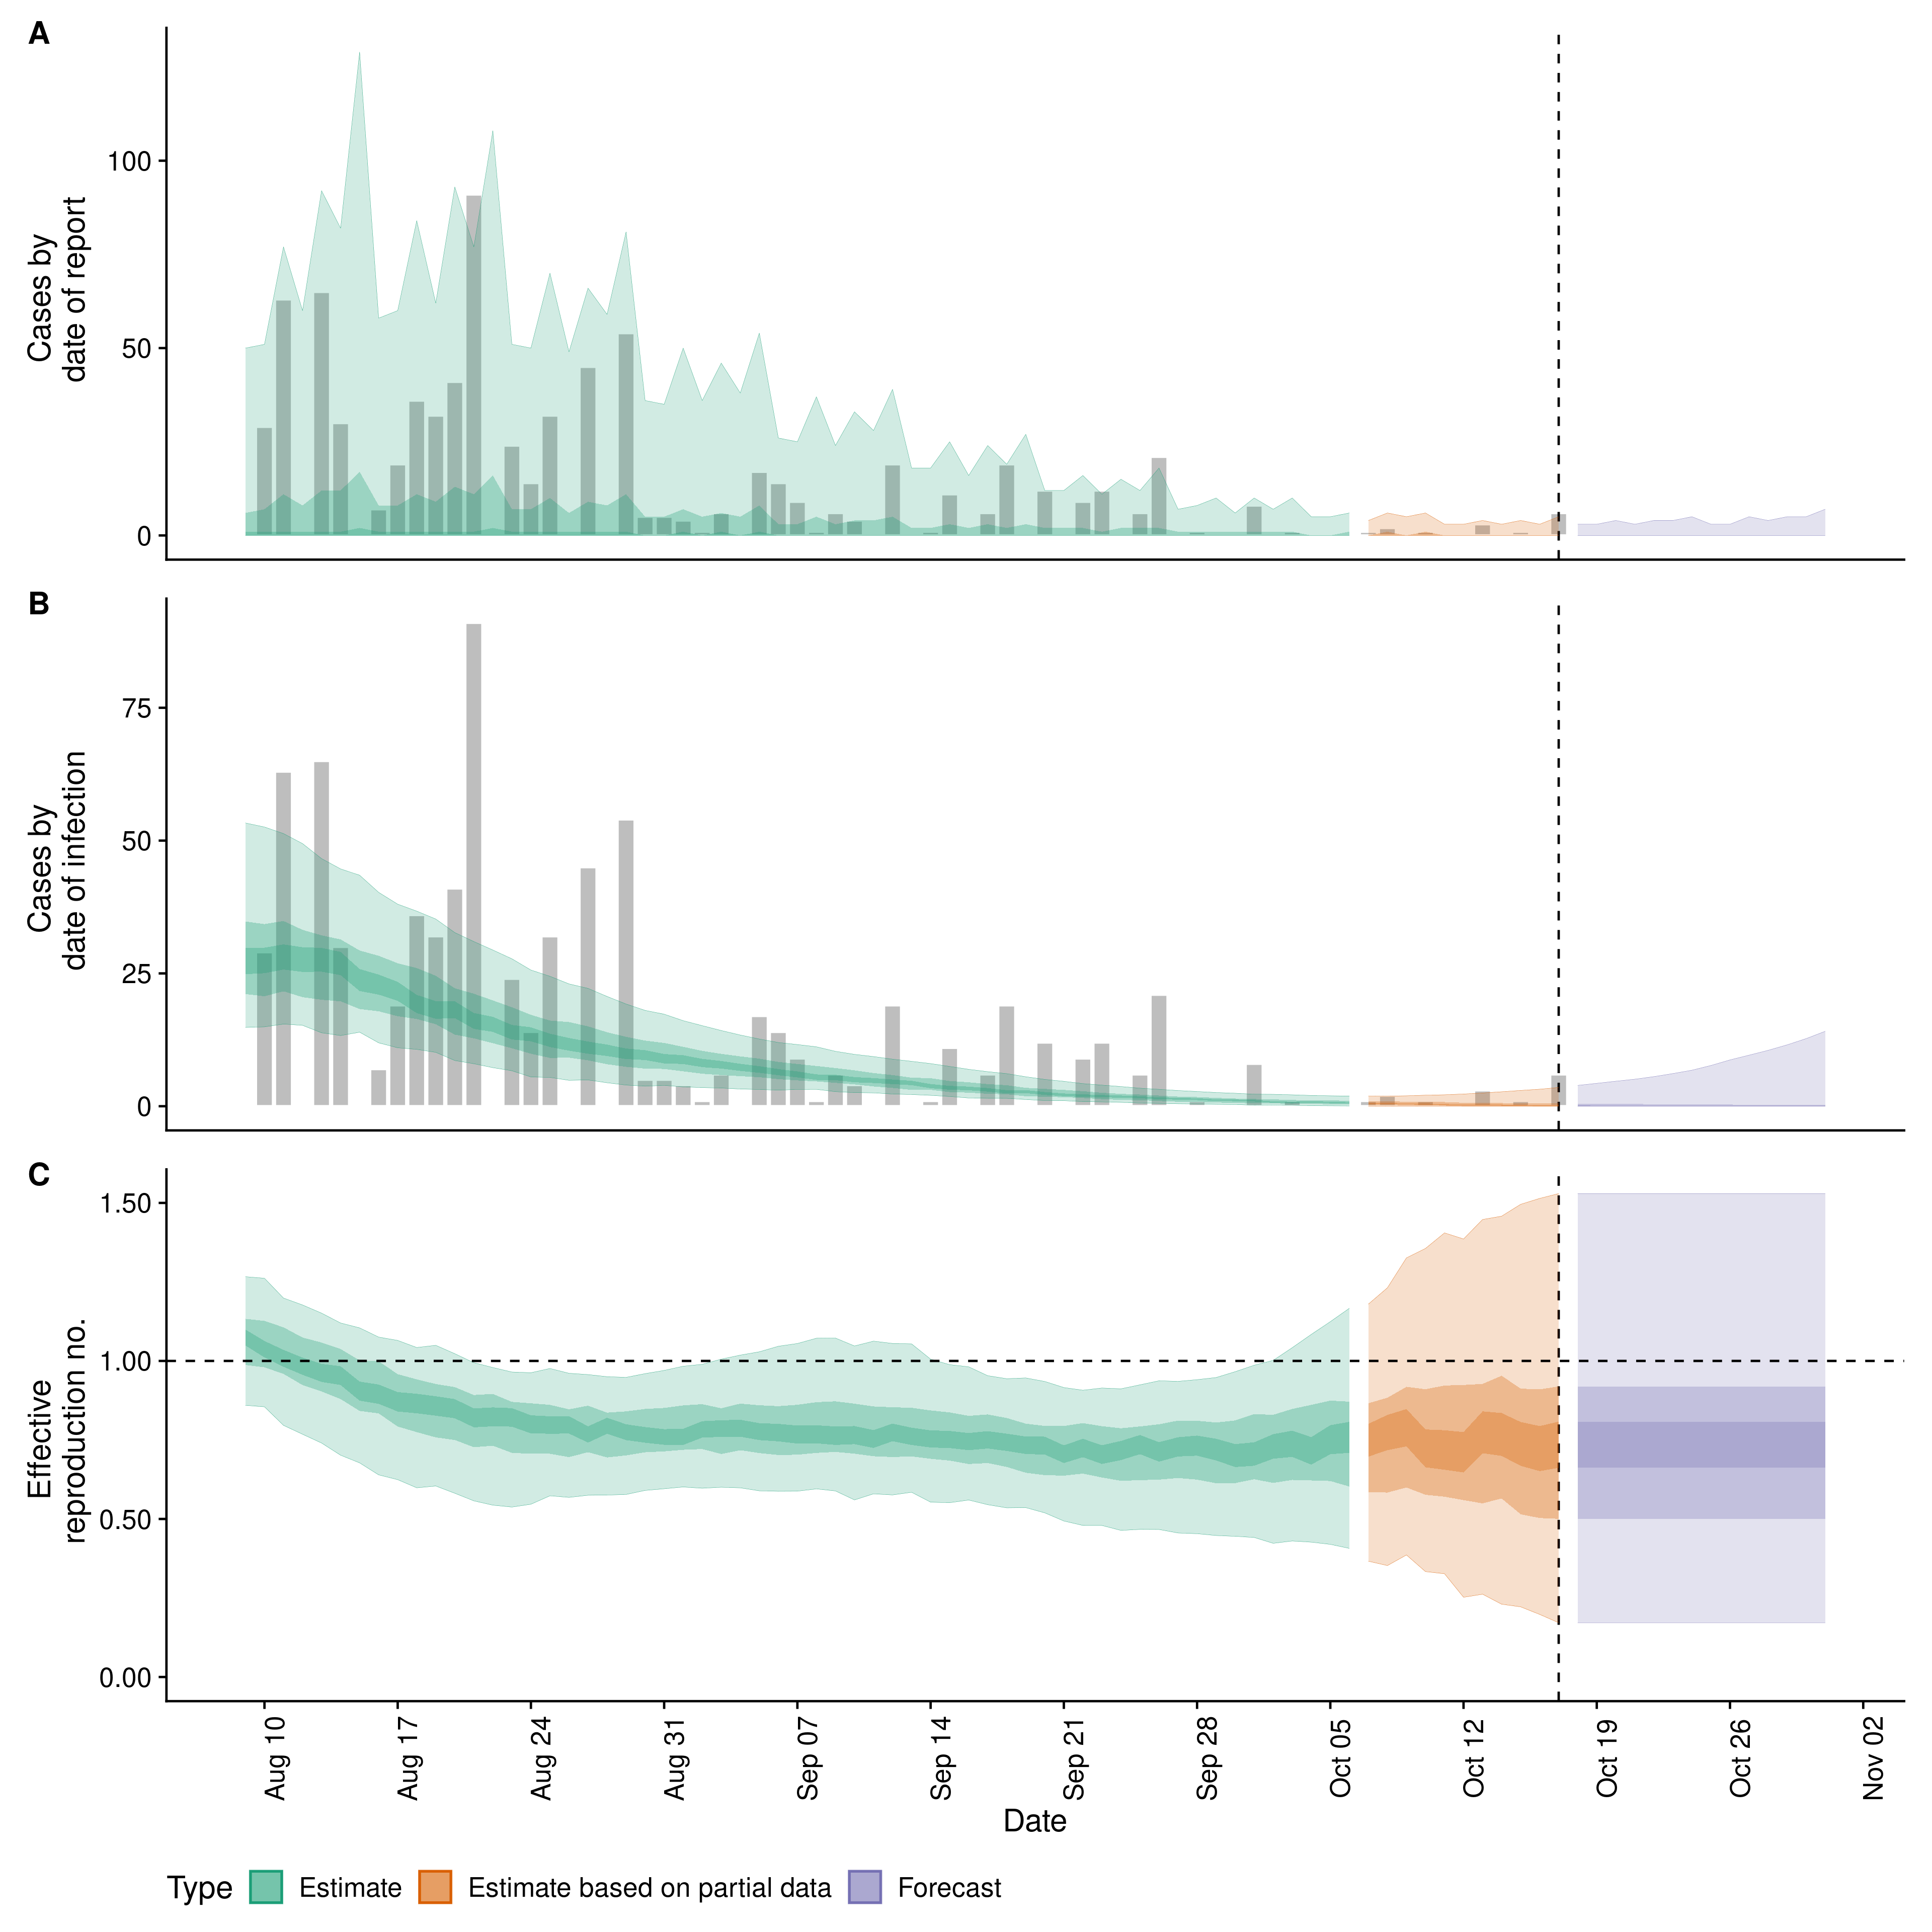 A
Cases by
date of report
100
50
0
B
Cases by
date of infection
75
50
25
0
C
Effective
reproduction no.
1.50
1.00
0.50
0.00
Aug 10
Aug 17
Aug 24
Aug 31
Sep 07
Sep 14
Sep 21
Sep 28
Oct 05
Oct 12
Oct 19
Oct 26
Nov 02
Date
Type Estimate Estimate based on partial data Forecast